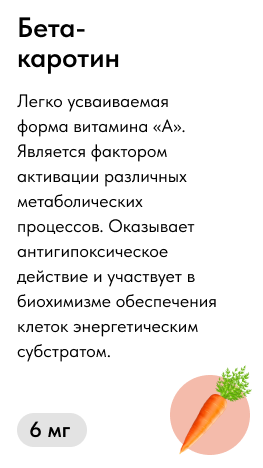 Бета-
каротин
Легко усваиваемая
форма витамина «А».
Является фактором
активации различных
метаболических
процессов. Оказывает
антигипоксическое
действие и участвует в
биохимизме обеспечения
клеток энергетическим
субстратом.
6 мг